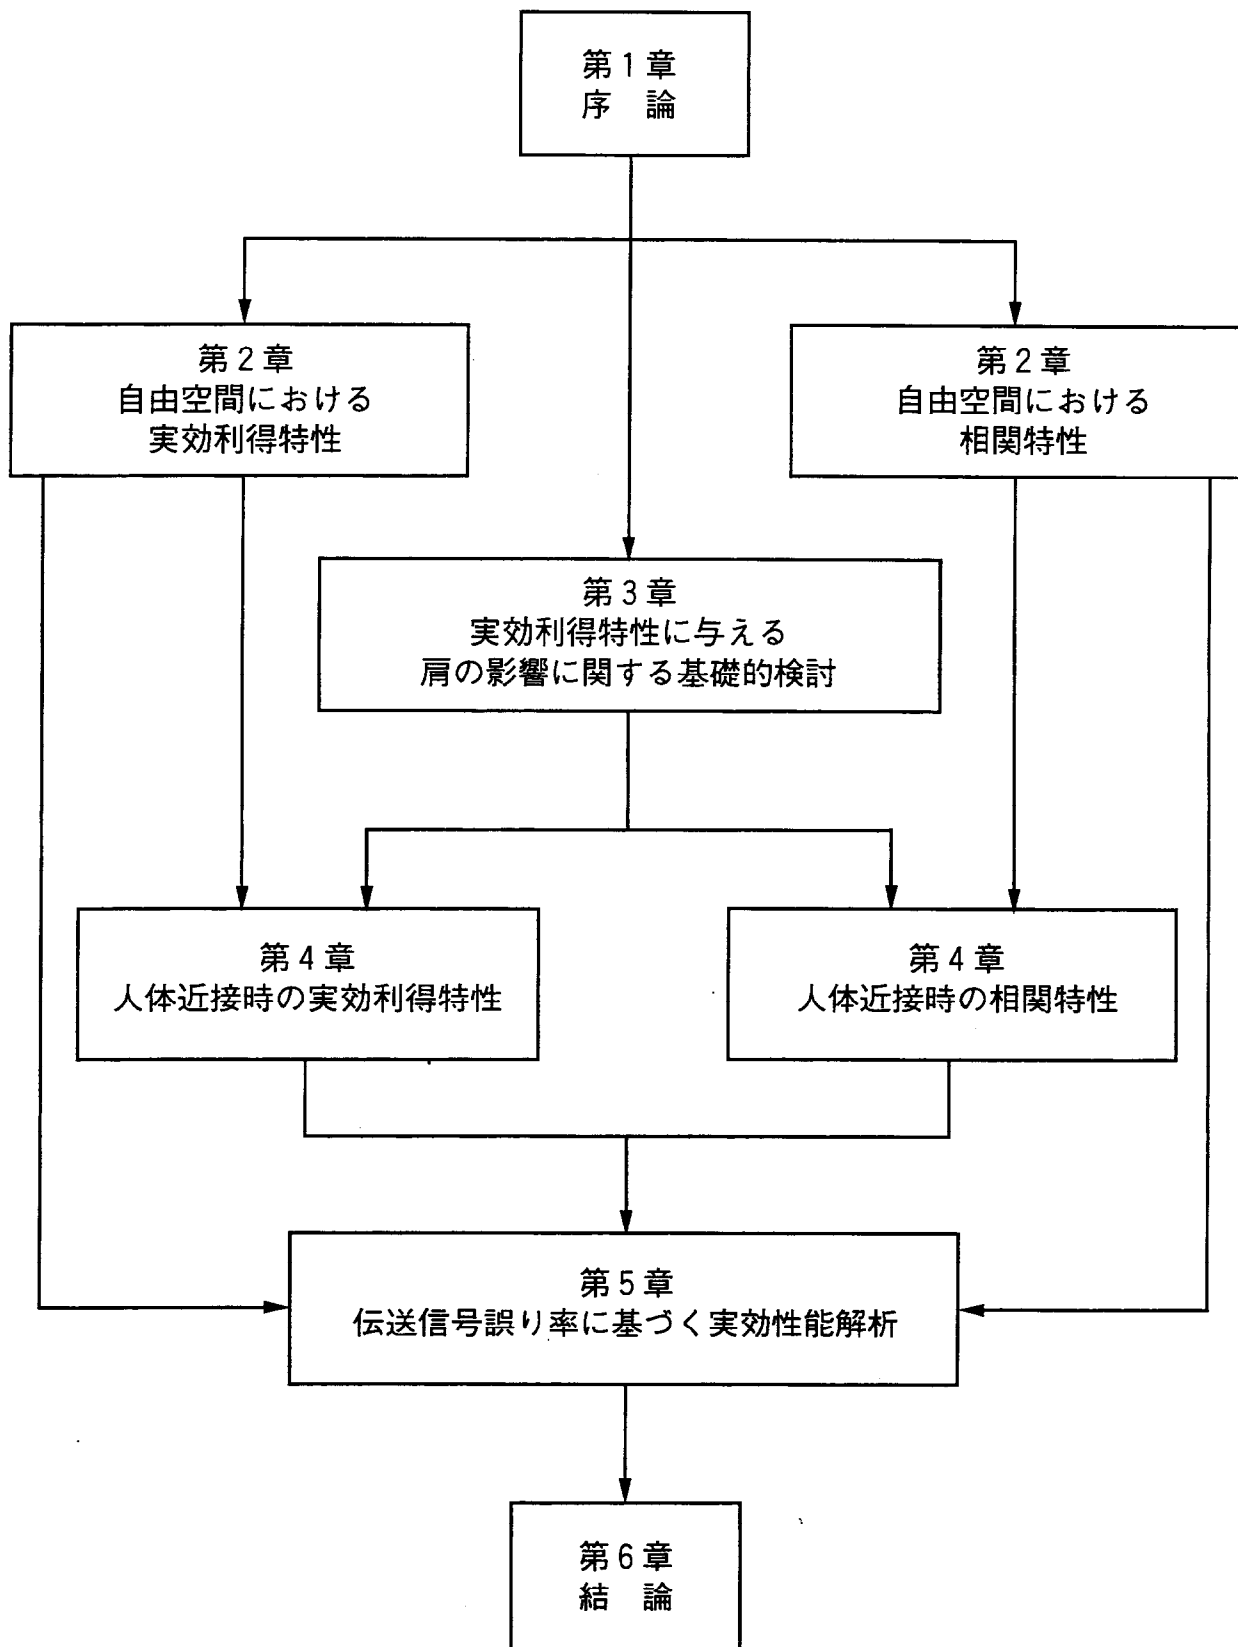 第1章
序　論
第2章
自由空間における
実効利得特性
第2章
自由空間における
相関特性
第3章
実効利得特性に与える
肩の影響に関する基礎的検討
第4章
人体近接時の実効利得特性
第4章
人体近接時の相関特性
第5章
伝送信号誤り率に基づく実効性能解析
第6章
結　論